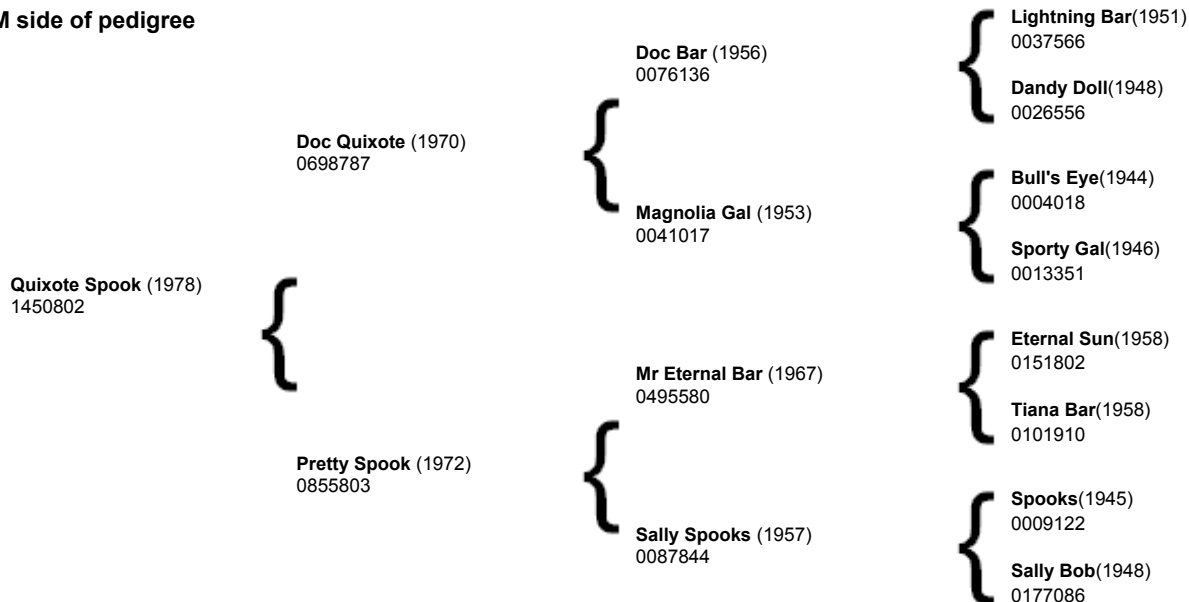 side of pedigree
Lightning Bar(1951)
0037566
Doc Bar (1956)
0076136
Dandy Doll(1948)
0026556
Doc Quixote (1970)
0698787
Bull's Eye(1944)
0004018
Magnolia Gal (1953)
0041017
Sporty Gal(1946)
0013351
Quixote Spook (1978)
1450802
Eternal Sun(1958)
0151802
Mr Eternal Bar (1967)
0495580
Tiana Bar(1958)
0101910
Pretty Spook (1972)
0855803
Spooks(1945)
0009122
Sally Spooks (1957)
0087844
Sally Bob(1948)
0177086